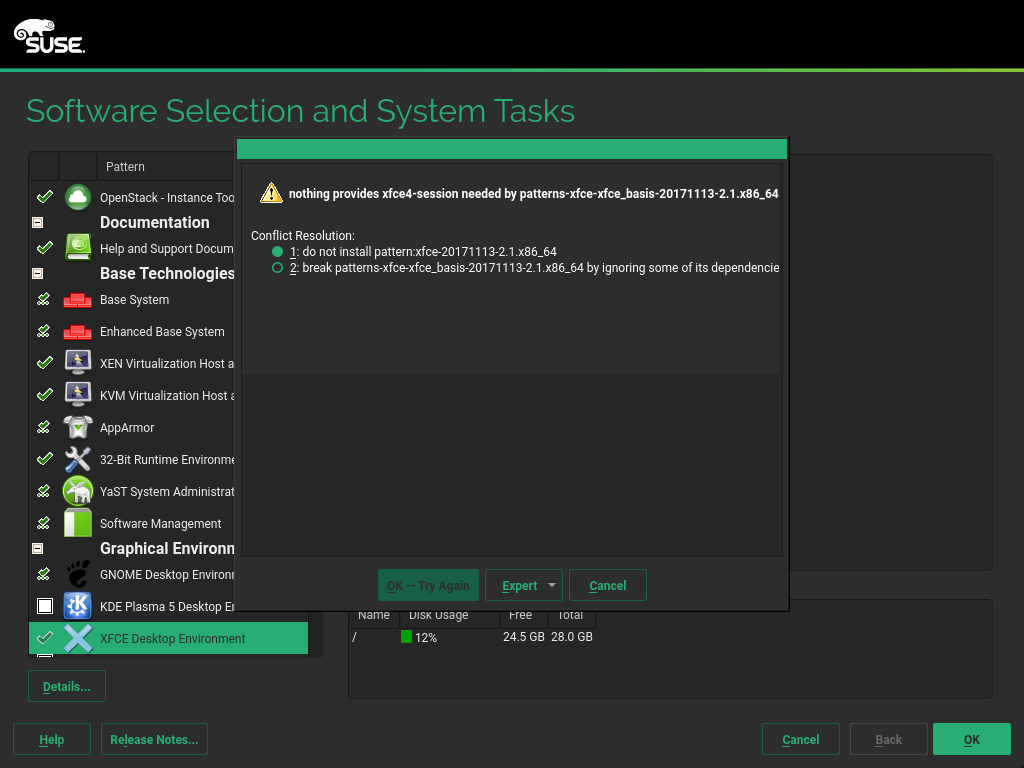 SUSE
Software Selection and System Tasks
Pattern
OpenStack - Instance Too
Documentation
Help and Support Docum
Base Technologies
Base System
Enhanced Base System
XEN Virtualization Host a
KVM Virtualization Host a
AppArmor
32-Bit Runtime Environme
YaST System Administrat
Software Management
Graphical Environn
GNOME Desktop Environ
KDE Plasma 5 Desktop En
XFCE Desktop Environment
nothing provides xfce4-session needed by patterns-xfce-xfce_basis-20171113-2.1.x86_64
Conflict Resolution:
1: do not install pattern:xfce-20171113-2.1.x86_64
2: break patterns-xfce-xfce_basis-20171113-2.1.x86_64 by ignoring some of its dependencie
OK -- Try Again Expert Cancel
Name Disk Usage Free Total
/ 12% 24.5 GB 28.0 GB
Details...
Help Release Notes... Cancel Back OK